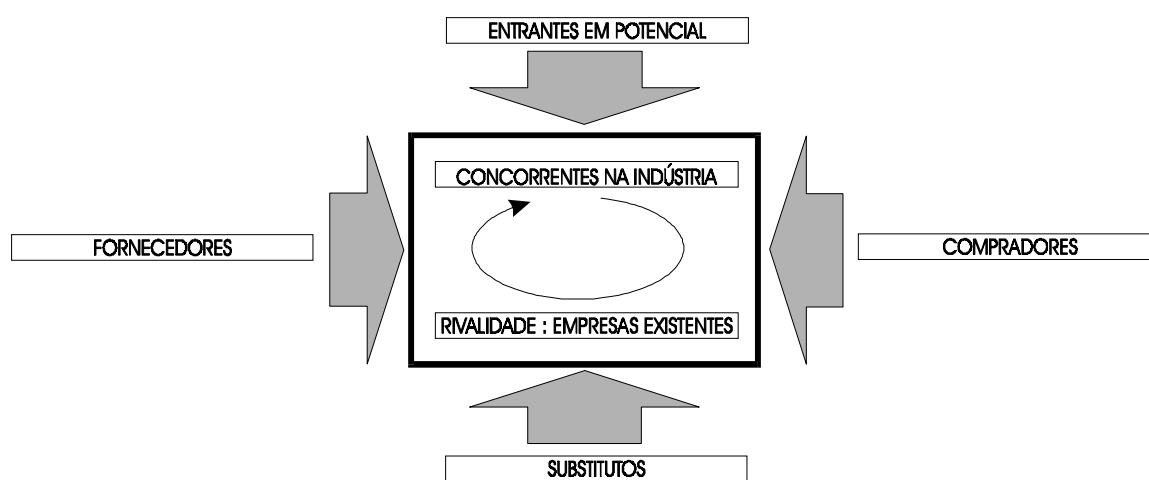 ENTRANTES EM POTENCIAL
CONCORRENTES NA INDÚSTRIA
FORNECEDORES
COMPRADORES
RIVALIDADE : EMPRESAS EXISTENTES
SUBSTITUTOS